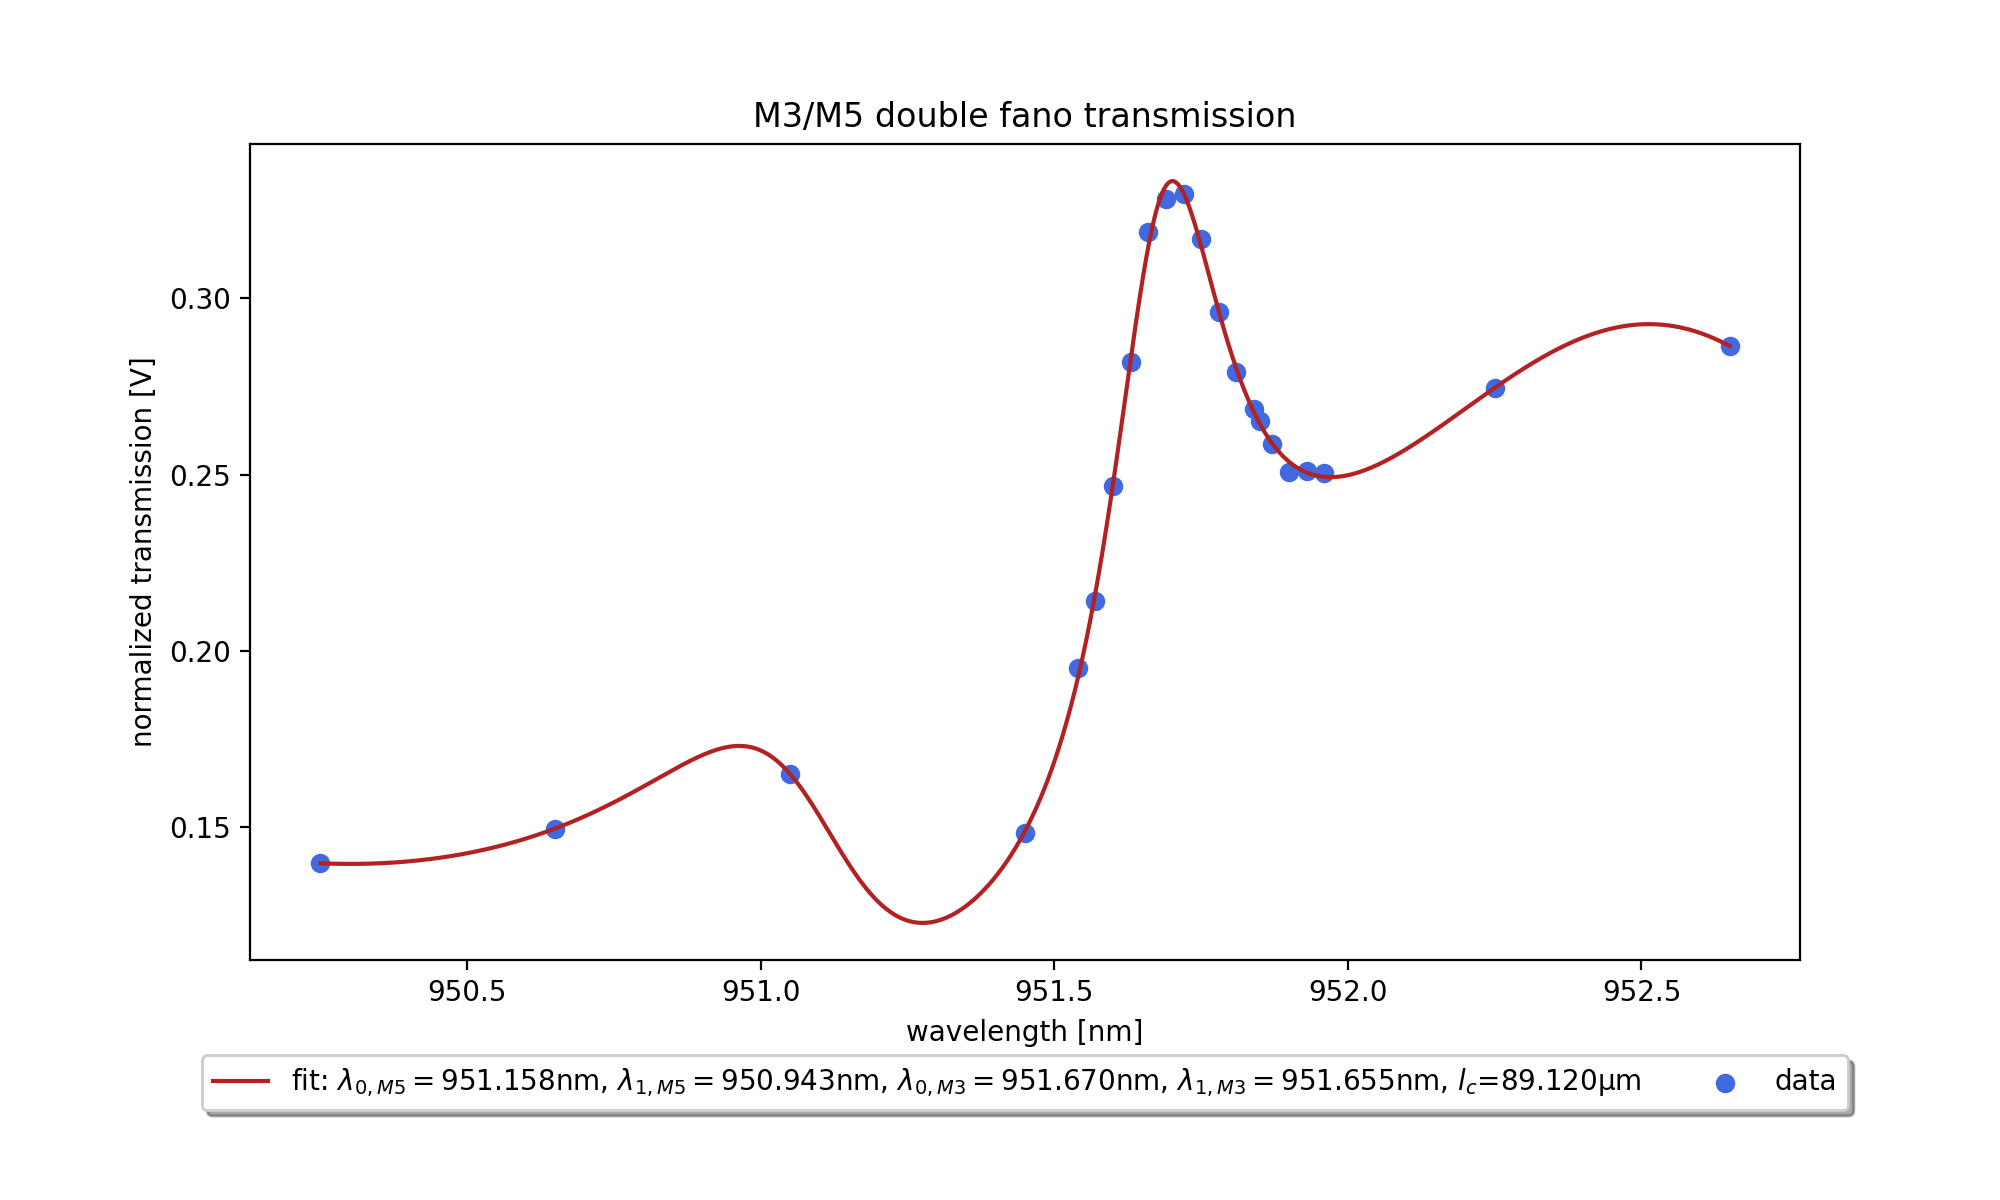 M3/M5 double fano transmission
normalized transmission [V]
0.30
0.25
0.20
0.15
950.5 951.0 951.5 952.0 952.5
wavelength [nm]
fit: λ₀,M5 = 951.158nm, λ₁,M5 = 950.943nm, λ₀,M3 = 951.670nm, λ₁,M3 = 951.655nm, l_c=89.120μm data